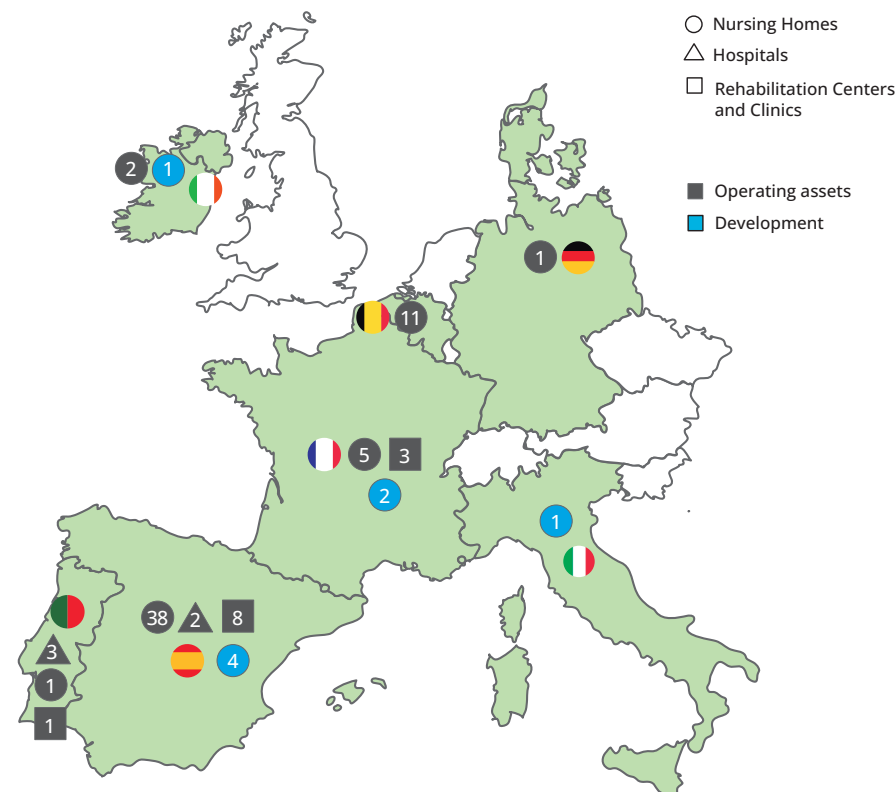 Nursing Homes
Hospitals
Rehabilitation Centers
and Clinics
Operating assets
Development
2 1
1
11
5 3
2
1
38 2 8
4
3
1
1